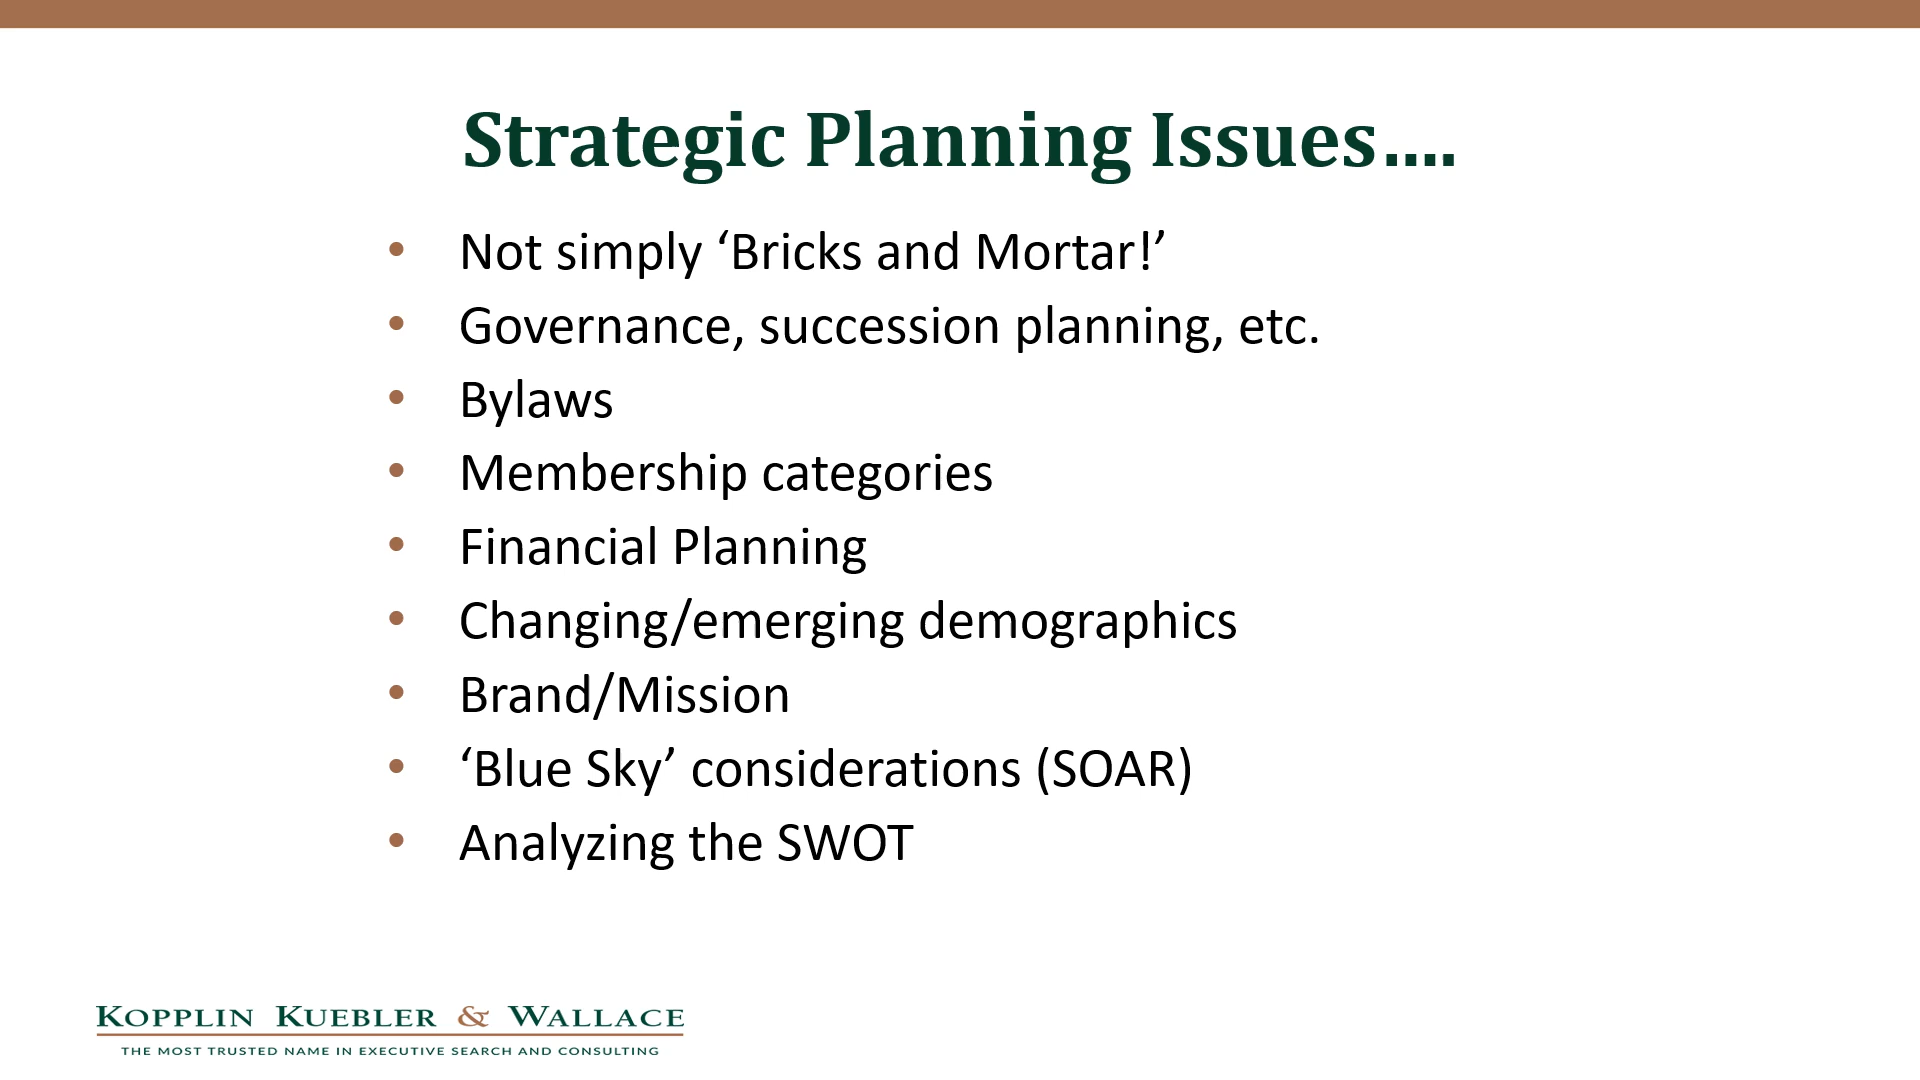 Strategic Planning Issues....
• Not simply ‘Bricks and Mortar!’
• Governance, succession planning, etc.
• Bylaws
• Membership categories
• Financial Planning
• Changing/emerging demographics
• Brand/Mission
• ‘Blue Sky’ considerations (SOAR)
• Analyzing the SWOT
KOPPLIN KUEBLER & WALLACE
THE MOST TRUSTED NAME IN EXECUTIVE SEARCH AND CONSULTING